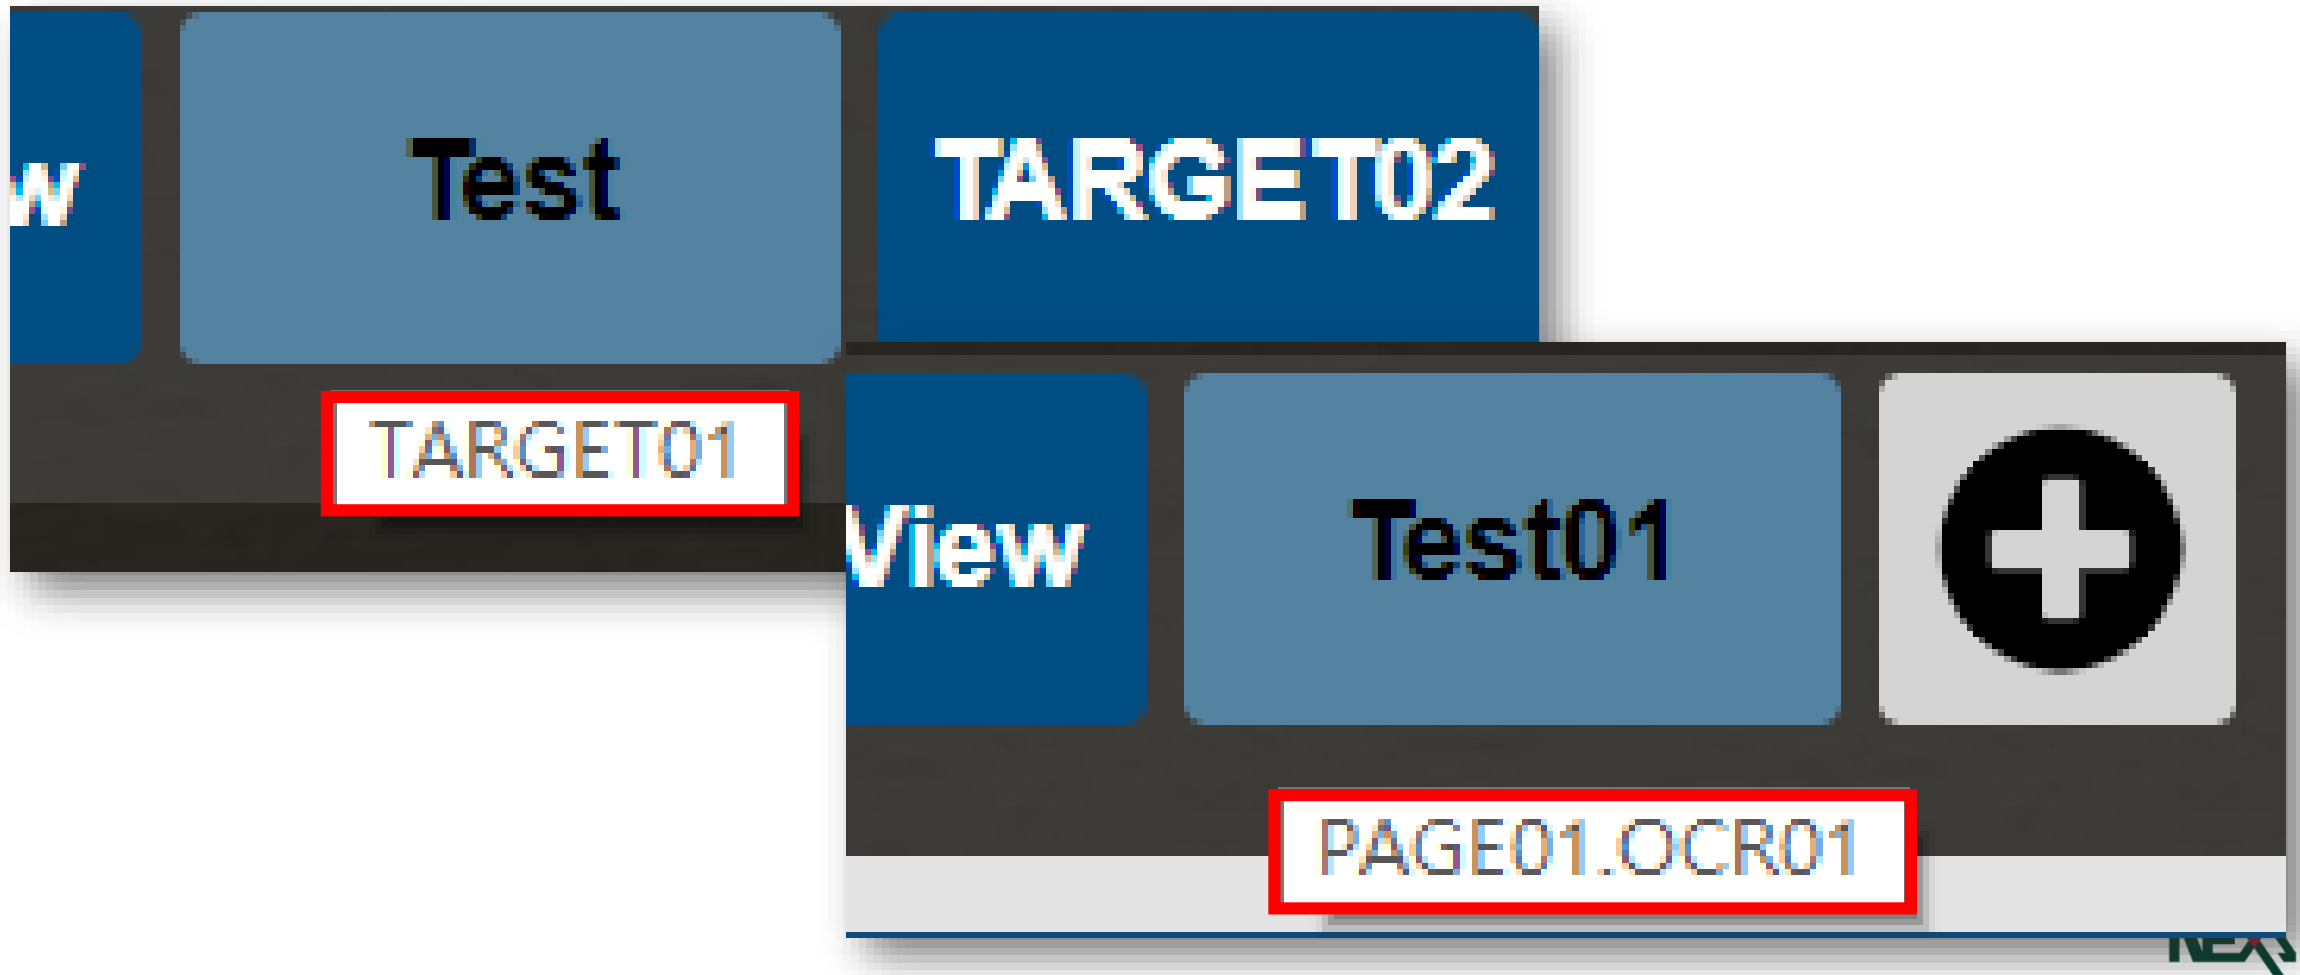 w
Test
TARGET02
TARGET01
View
Test01
PAGE01.OCR01